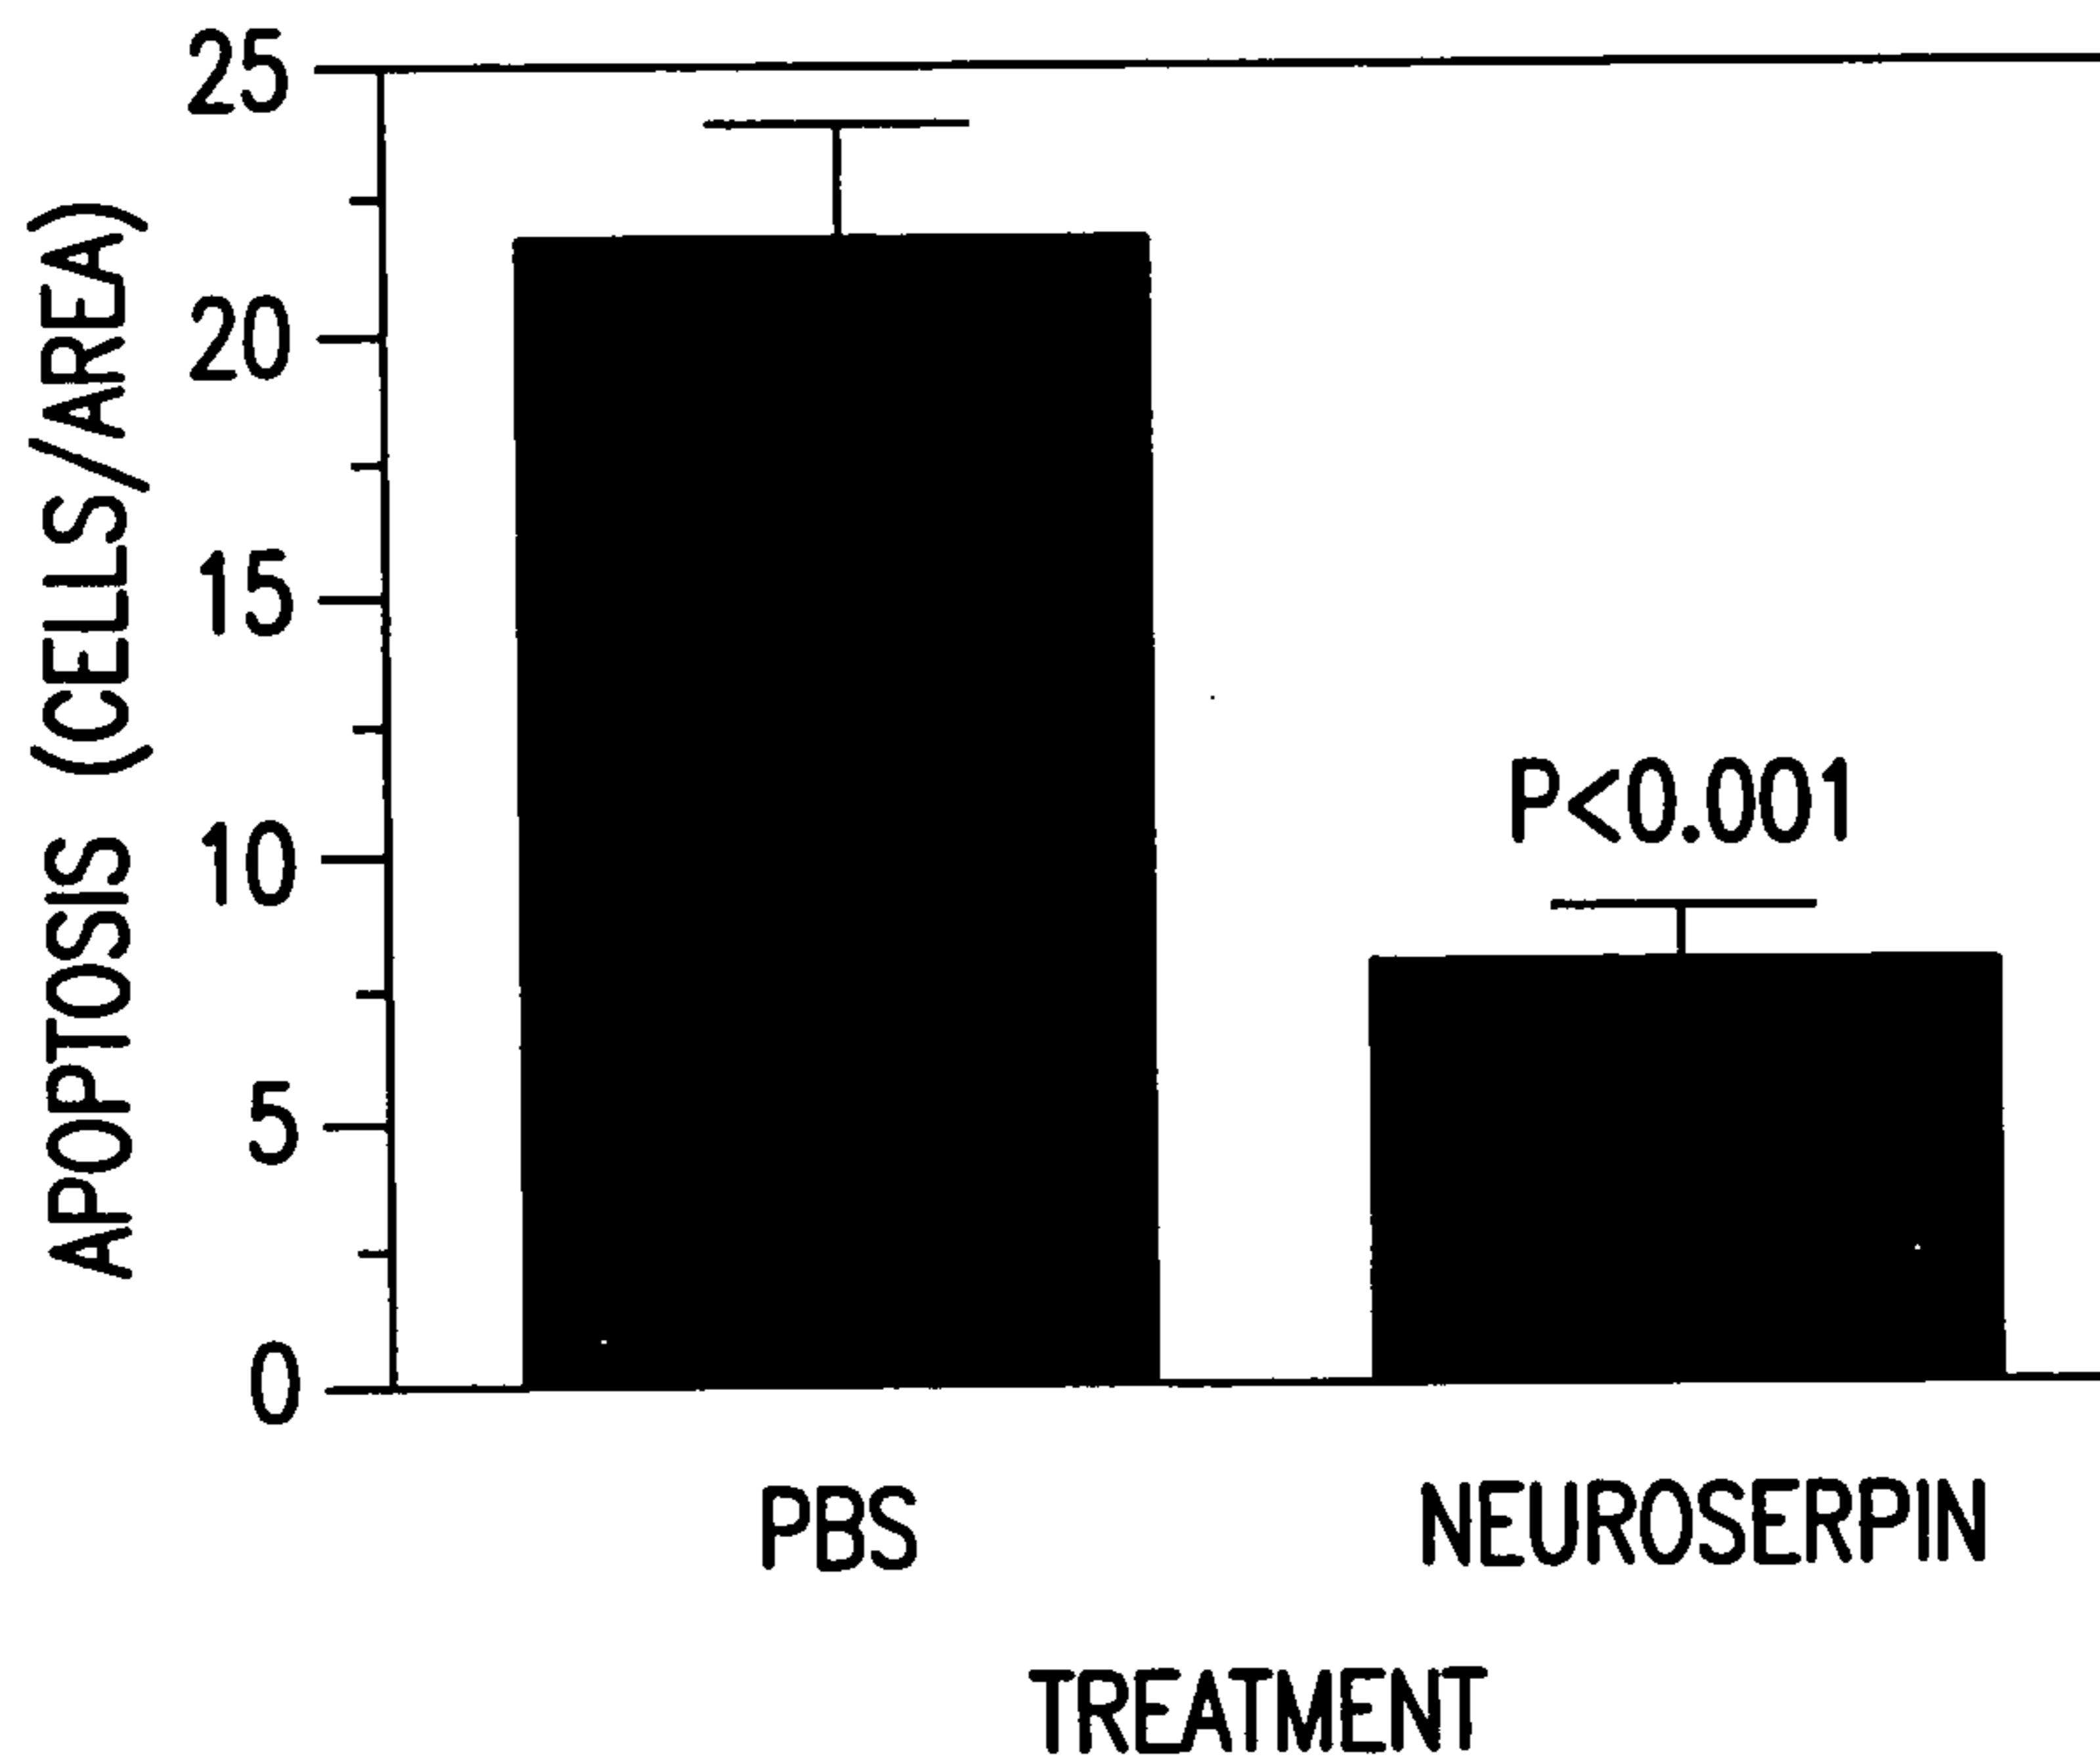 APOPTOSIS (CELLS/AREA)
25
20
15
10
5
0
P<0.001
PBS
NEUROSERPIN
TREATMENT